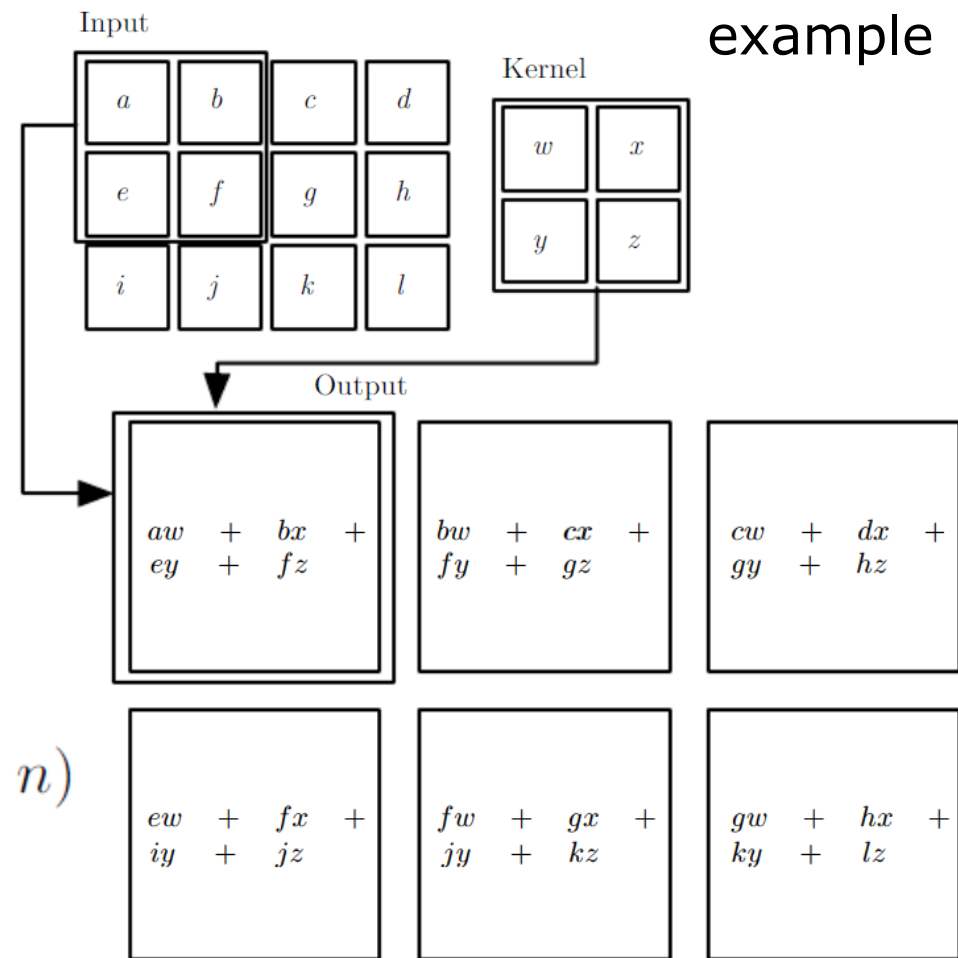 Input
example
Kernel
a b c d
w x
e f g h
y z
i j k l
Output
aw + bx +
ey + fz
bw + cx +
fy + gz
cw + dx +
gy + hz
n)
ew + fx +
iy + jz
fw + gx +
jy + kz
gw + hx +
ky + lz